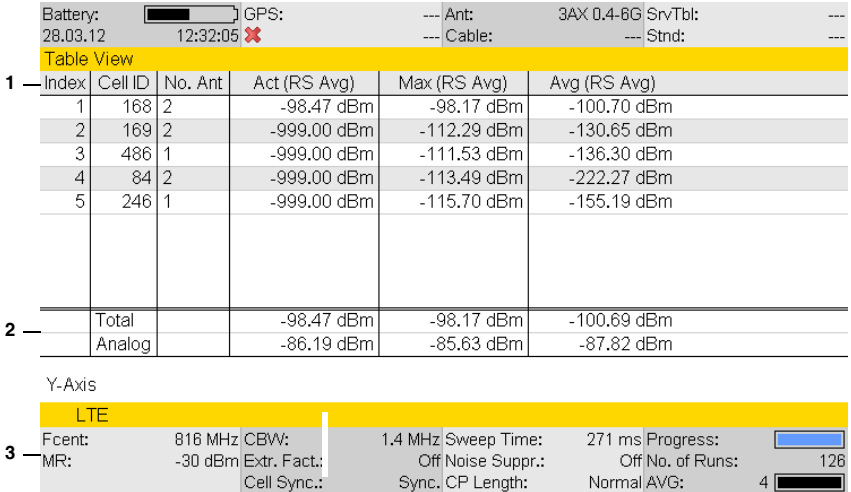 Battery: GPS: --- Ant: 3AX 0.4-6G SrvTbl: ---
28.03.12 12:32:05 --- Cable: --- Stnd: ---
Table View
1 Index Cell ID No. Ant Act (RS Avg) Max (RS Avg) Avg (RS Avg)
1 168 2 -98.47 dBm -98.17 dBm -100.70 dBm
2 169 2 -999.00 dBm -112.29 dBm -130.65 dBm
3 486 1 -999.00 dBm -111.53 dBm -136.30 dBm
4 84 2 -999.00 dBm -113.49 dBm -222.27 dBm
5 246 1 -999.00 dBm -115.70 dBm -155.19 dBm
Total -98.47 dBm -98.17 dBm -100.69 dBm
2
Analog -86.19 dBm -85.63 dBm -87.82 dBm
Y-Axis
LTE
Fcent: 816 MHz CBW: 1.4 MHz Sweep Time: 271 ms Progress:
3 MR: -30 dBm Extr. Fact.: Off Noise Suppr.: Off No. of Runs: 126
Cell Sync.: Sync. CP Length: Normal AVG: 4